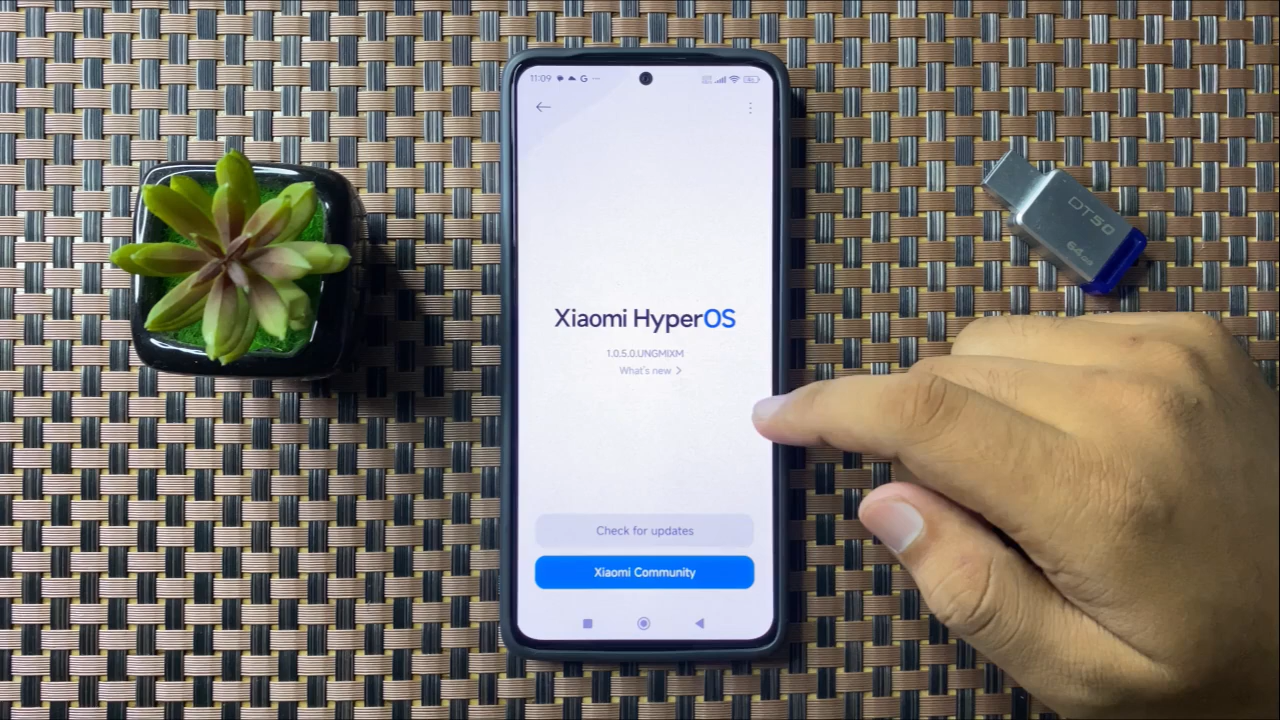 11:09
Xiaomi HyperOS
1.0.5.0.UNGMIXM
What's new >
Check for updates
Xiaomi Community
DT50
64GB